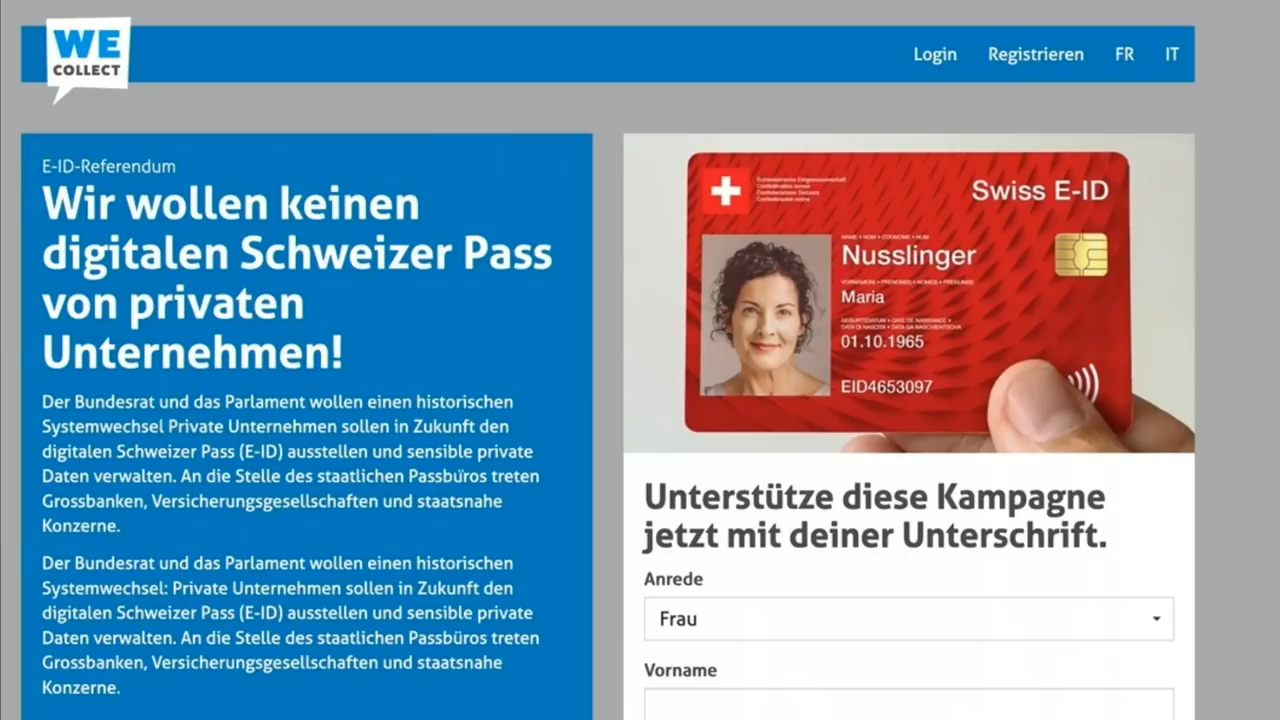 WE
COLLECT
Login
Registrieren
FR
IT
E-ID-Referendum
Wir wollen keinen
digitalen Schweizer Pass
von privaten
Unternehmen!
Der Bundesrat und das Parlament wollen einen historischen
Systemwechsel Private Unternehmen sollen in Zukunft den
digitalen Schweizer Pass (E-ID) ausstellen und sensible private
Daten verwalten. An die Stelle des staatlichen Passbüros treten
Grossbanken, Versicherungsgesellschaften und staatsnahe
Konzerne.
Der Bundesrat und das Parlament wollen einen historischen
Systemwechsel: Private Unternehmen sollen in Zukunft den
digitalen Schweizer Pass (E-ID) ausstellen und sensible private
Daten verwalten. An die Stelle des staatlichen Passbüros treten
Grossbanken, Versicherungsgesellschaften und staatsnahe
Konzerne.
Swiss E-ID
Nusslinger
Maria
01.10.1965
EID4653097
Unterstütze diese Kampagne
jetzt mit deiner Unterschrift.
Anrede
Frau
Vorname